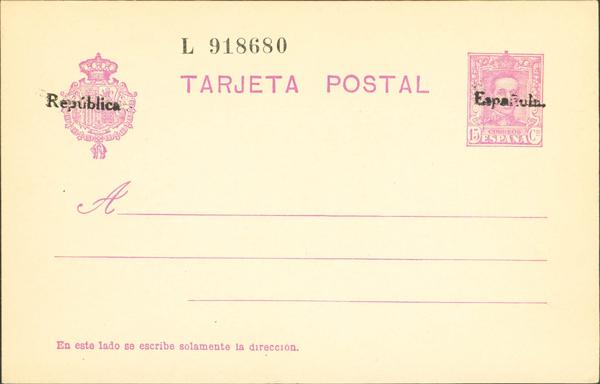 L 918680
TARJETA POSTAL
República
Española.
CORREOS
15 ESPAÑA Cs
A
En este lado se escribe solamente la dirección.